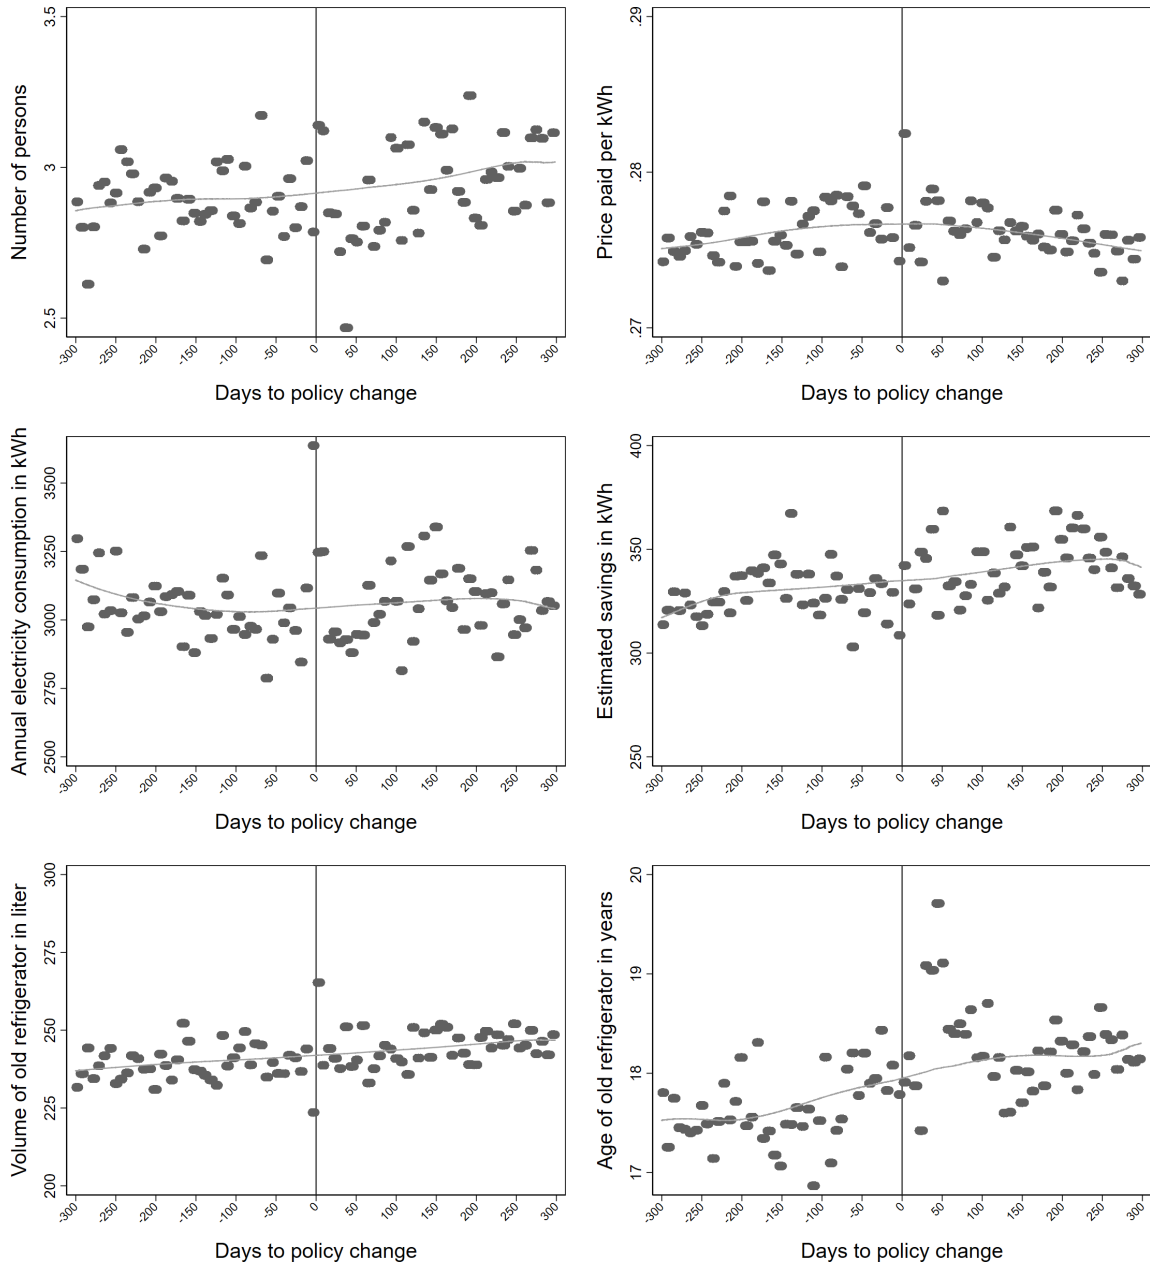 Number of persons
3.5
3
2.5
-300 -250 -200 -150 -100 -50 0 50 100 150 200 250 300
Days to policy change
Price paid per kWh
.29
.28
.27
-300 -250 -200 -150 -100 -50 0 50 100 150 200 250 300
Days to policy change
Annual electricity consumption in kWh
3500
3250
3000
2750
2500
-300 -250 -200 -150 -100 -50 0 50 100 150 200 250 300
Days to policy change
Estimated savings in kWh
400
350
300
250
-300 -250 -200 -150 -100 -50 0 50 100 150 200 250 300
Days to policy change
Volume of old refrigerator in liter
300
275
250
225
200
-300 -250 -200 -150 -100 -50 0 50 100 150 200 250 300
Days to policy change
Age of old refrigerator in years
20
19
18
17
-300 -250 -200 -150 -100 -50 0 50 100 150 200 250 300
Days to policy change